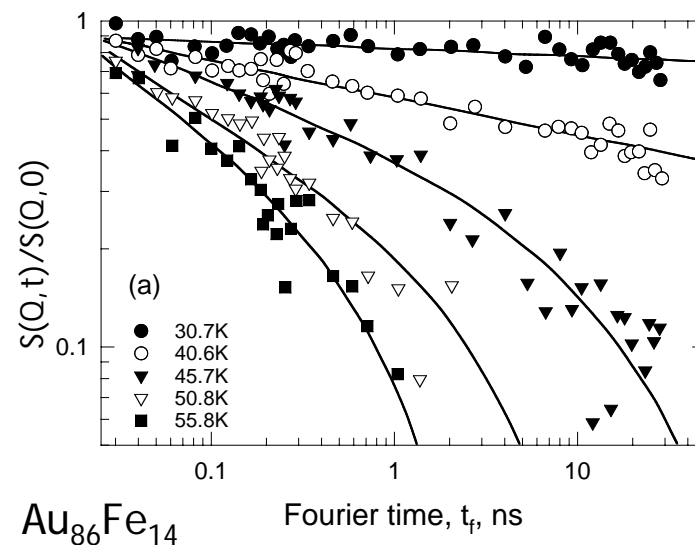 1
S(Q,t)/S(Q,0)
0.1
(a)
30.7K
40.6K
45.7K
50.8K
55.8K
0.1 1 10
Fourier time, t_f, ns
Au₈₆Fe₁₄